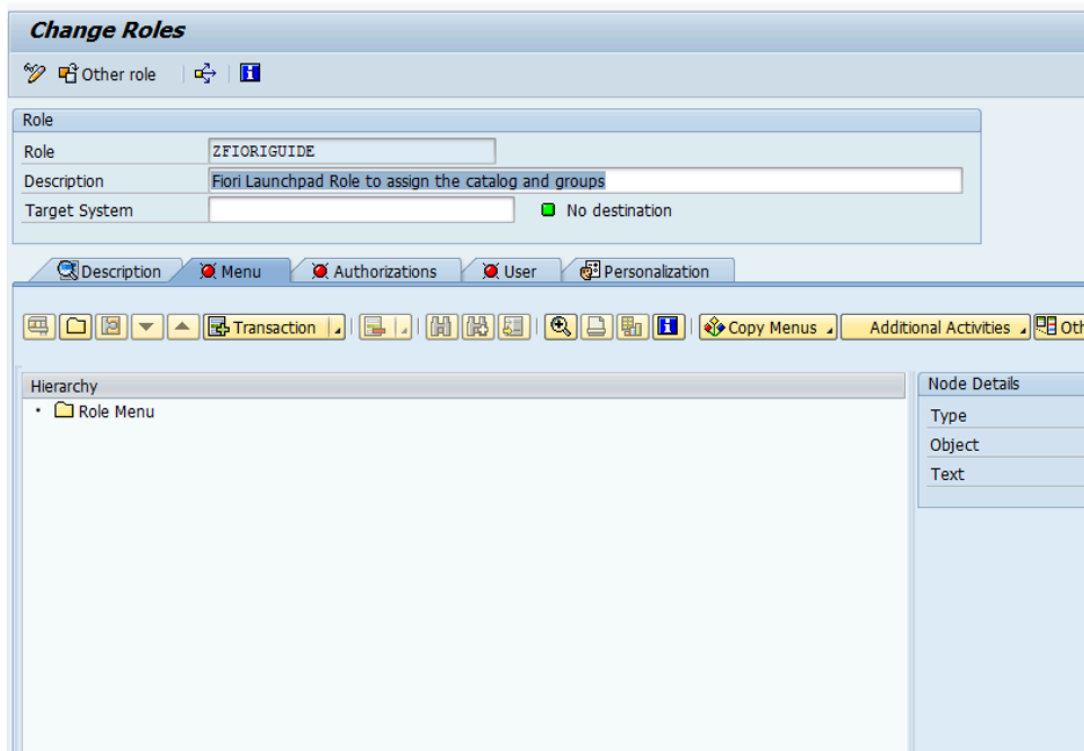 Change Roles
Other role
Role
Role ZFIORIGUIDE
Description Fiori Launchpad Role to assign the catalog and groups
Target System No destination
Description Menu Authorizations User Personalization
Transaction Copy Menus Additional Activities Oth
Hierarchy Node Details
Role Menu Type
Object
Text